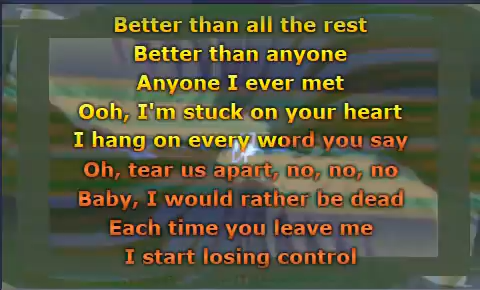 Better than all the rest
Better than anyone
Anyone I ever met
Ooh, I'm stuck on your heart
I hang on every word you say
Oh, tear us apart, no, no, no
Baby, I would rather be dead
Each time you leave me
I start losing control